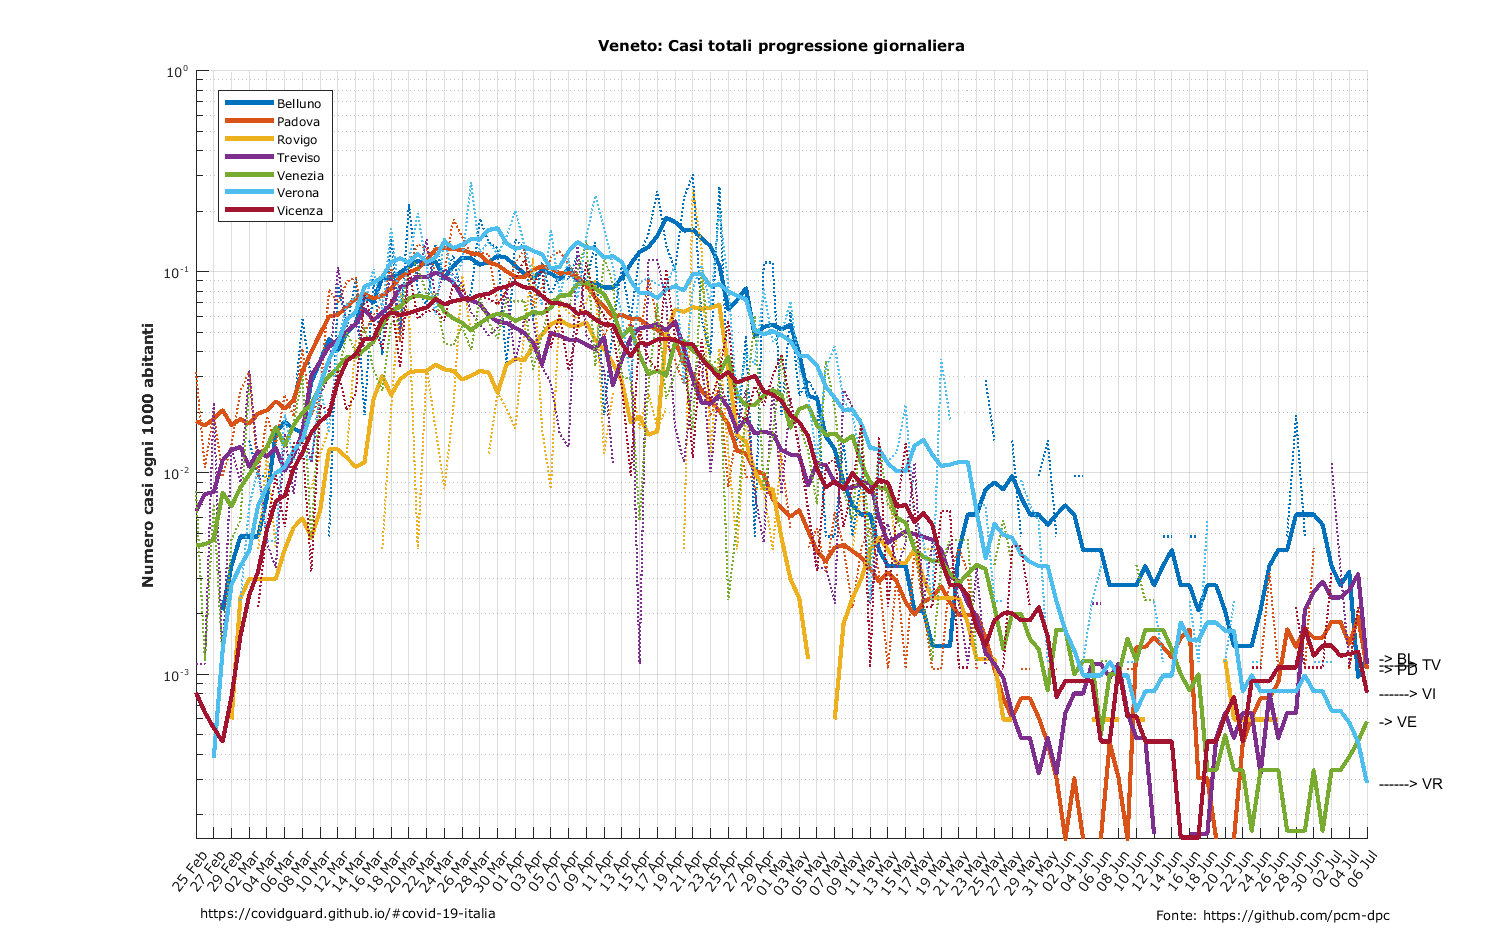 Veneto: Casi totali progressione giornaliera
10^0
10^-1
10^-2
10^-3
Numero casi ogni 1000 abitanti
Belluno
Padova
Rovigo
Treviso
Venezia
Verona
Vicenza
-> BL
------> TV
-> PD
------> VI
-> VE
------> VR
25 Feb
27 Feb
29 Feb
02 Mar
04 Mar
06 Mar
08 Mar
10 Mar
12 Mar
14 Mar
16 Mar
18 Mar
20 Mar
22 Mar
24 Mar
26 Mar
28 Mar
30 Mar
01 Apr
03 Apr
05 Apr
07 Apr
09 Apr
11 Apr
13 Apr
15 Apr
17 Apr
19 Apr
21 Apr
23 Apr
25 Apr
27 Apr
29 Apr
01 May
03 May
05 May
07 May
09 May
11 May
13 May
15 May
17 May
19 May
21 May
23 May
25 May
27 May
29 May
31 May
02 Jun
04 Jun
06 Jun
08 Jun
10 Jun
12 Jun
14 Jun
16 Jun
18 Jun
20 Jun
22 Jun
24 Jun
26 Jun
28 Jun
30 Jun
02 Jul
04 Jul
06 Jul
https://covidguard.github.io/#covid-19-italia
Fonte: https://github.com/pcm-dpc